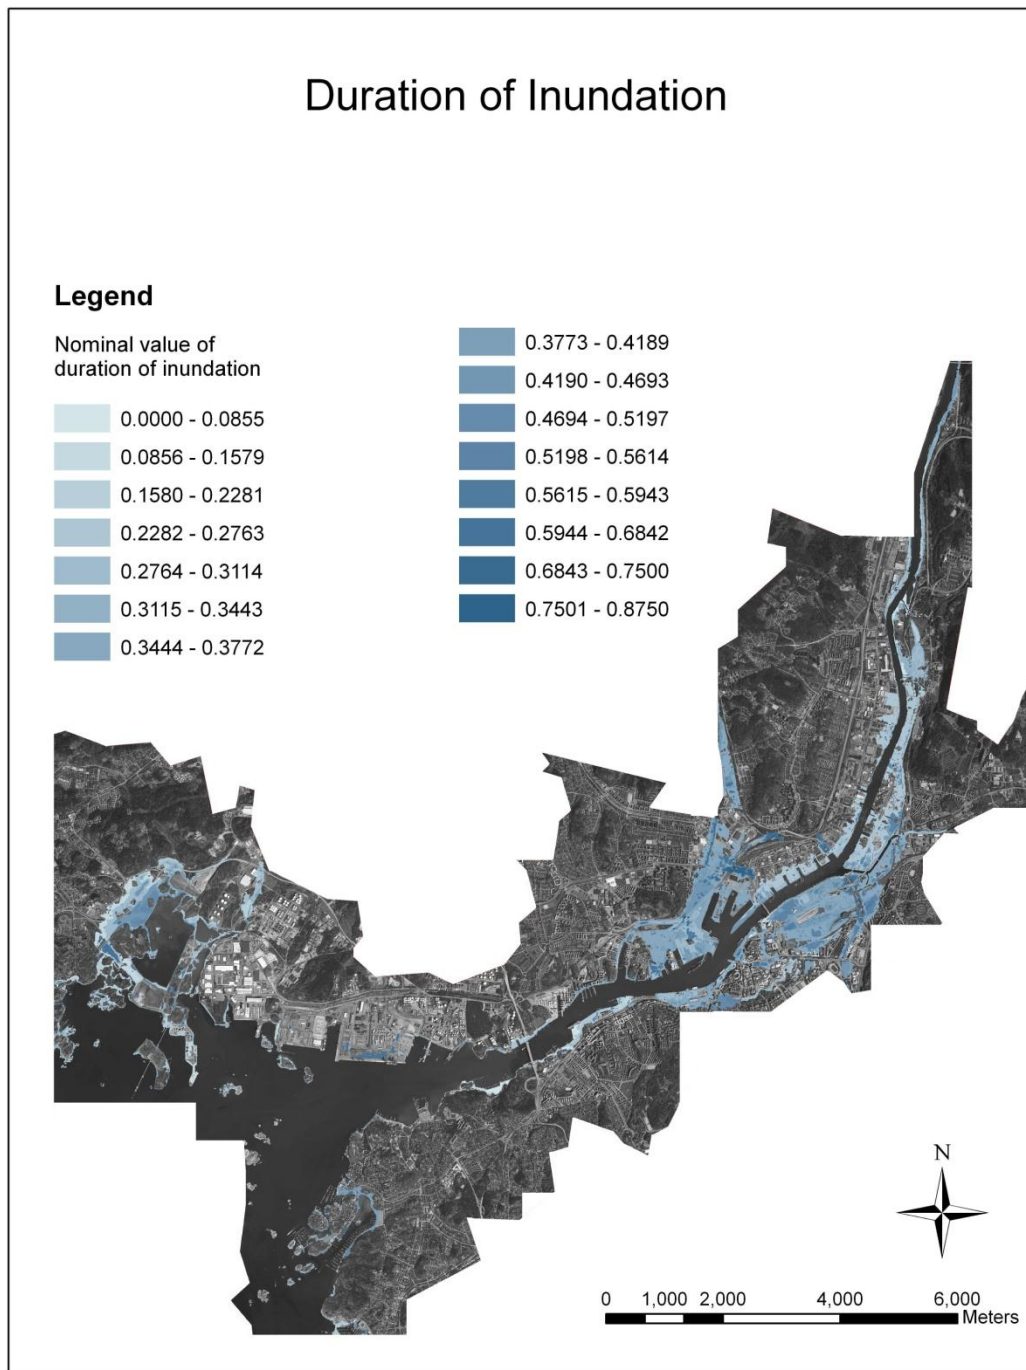 Duration of Inundation
Legend
Nominal value of
duration of inundation
0.0000 - 0.0855
0.0856 - 0.1579
0.1580 - 0.2281
0.2282 - 0.2763
0.2764 - 0.3114
0.3115 - 0.3443
0.3444 - 0.3772
0.3773 - 0.4189
0.4190 - 0.4693
0.4694 - 0.5197
0.5198 - 0.5614
0.5615 - 0.5943
0.5944 - 0.6842
0.6843 - 0.7500
0.7501 - 0.8750
N
0 1,000 2,000 4,000 6,000
Meters